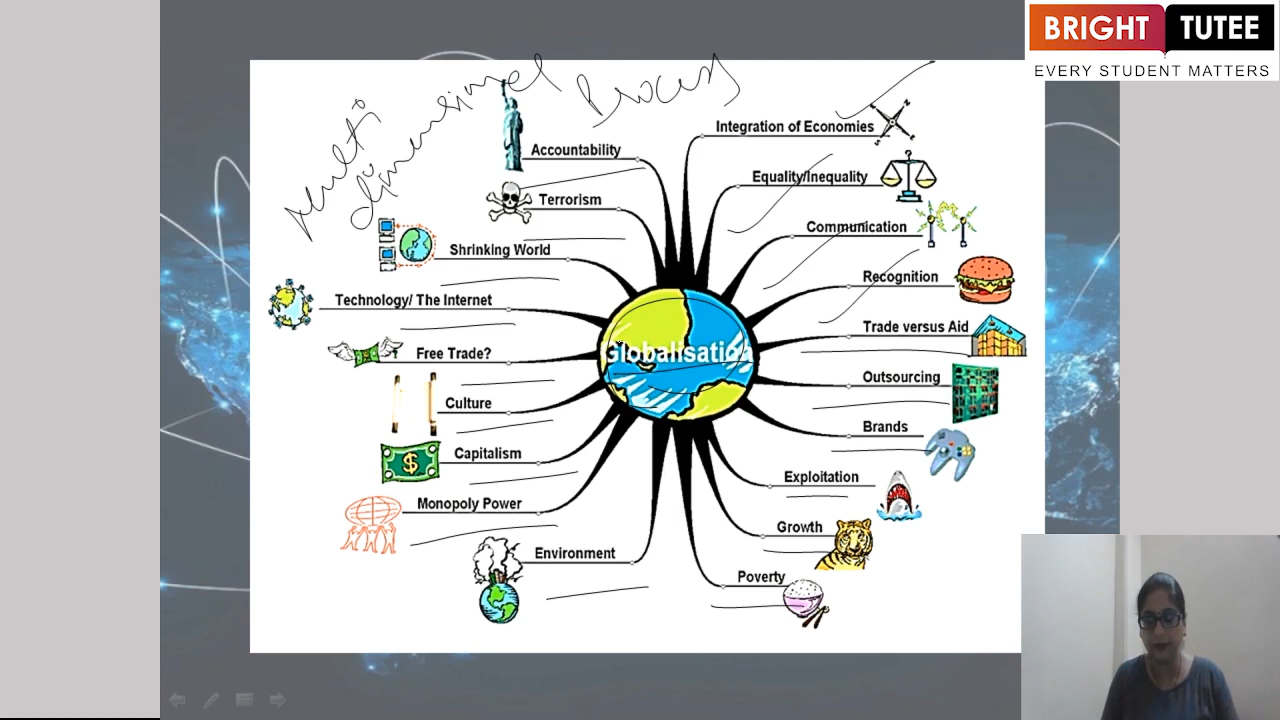 BRIGHT TUTEE
EVERY STUDENT MATTERS
multi
dimensional Process
Accountability
Terrorism
Shrinking World
Technology/ The Internet
Free Trade?
Culture
Capitalism
Monopoly Power
Environment
Globalisation
Integration of Economies
Equality/Inequality
Communication
Recognition
Trade versus Aid
Outsourcing
Brands
Exploitation
Growth
Poverty